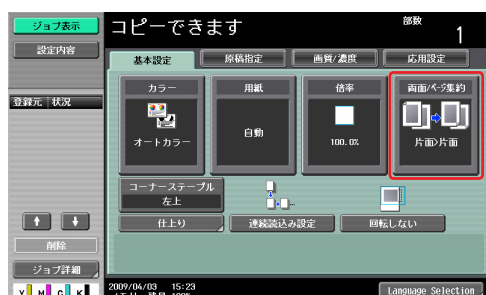 ジョブ表示
コピーできます
部数
1
設定内容
基本設定
原稿指定
画質/濃度
応用設定
登録元 状況
カラー
用紙
倍率
両面/ページ集約
オートカラー
自動
100.0%
片面>片面
コーナーステープル
左上
仕上り
連続読込み設定
回転しない
削除
ジョブ詳細
2009/04/03 15:23
Y M C K
Language Selection